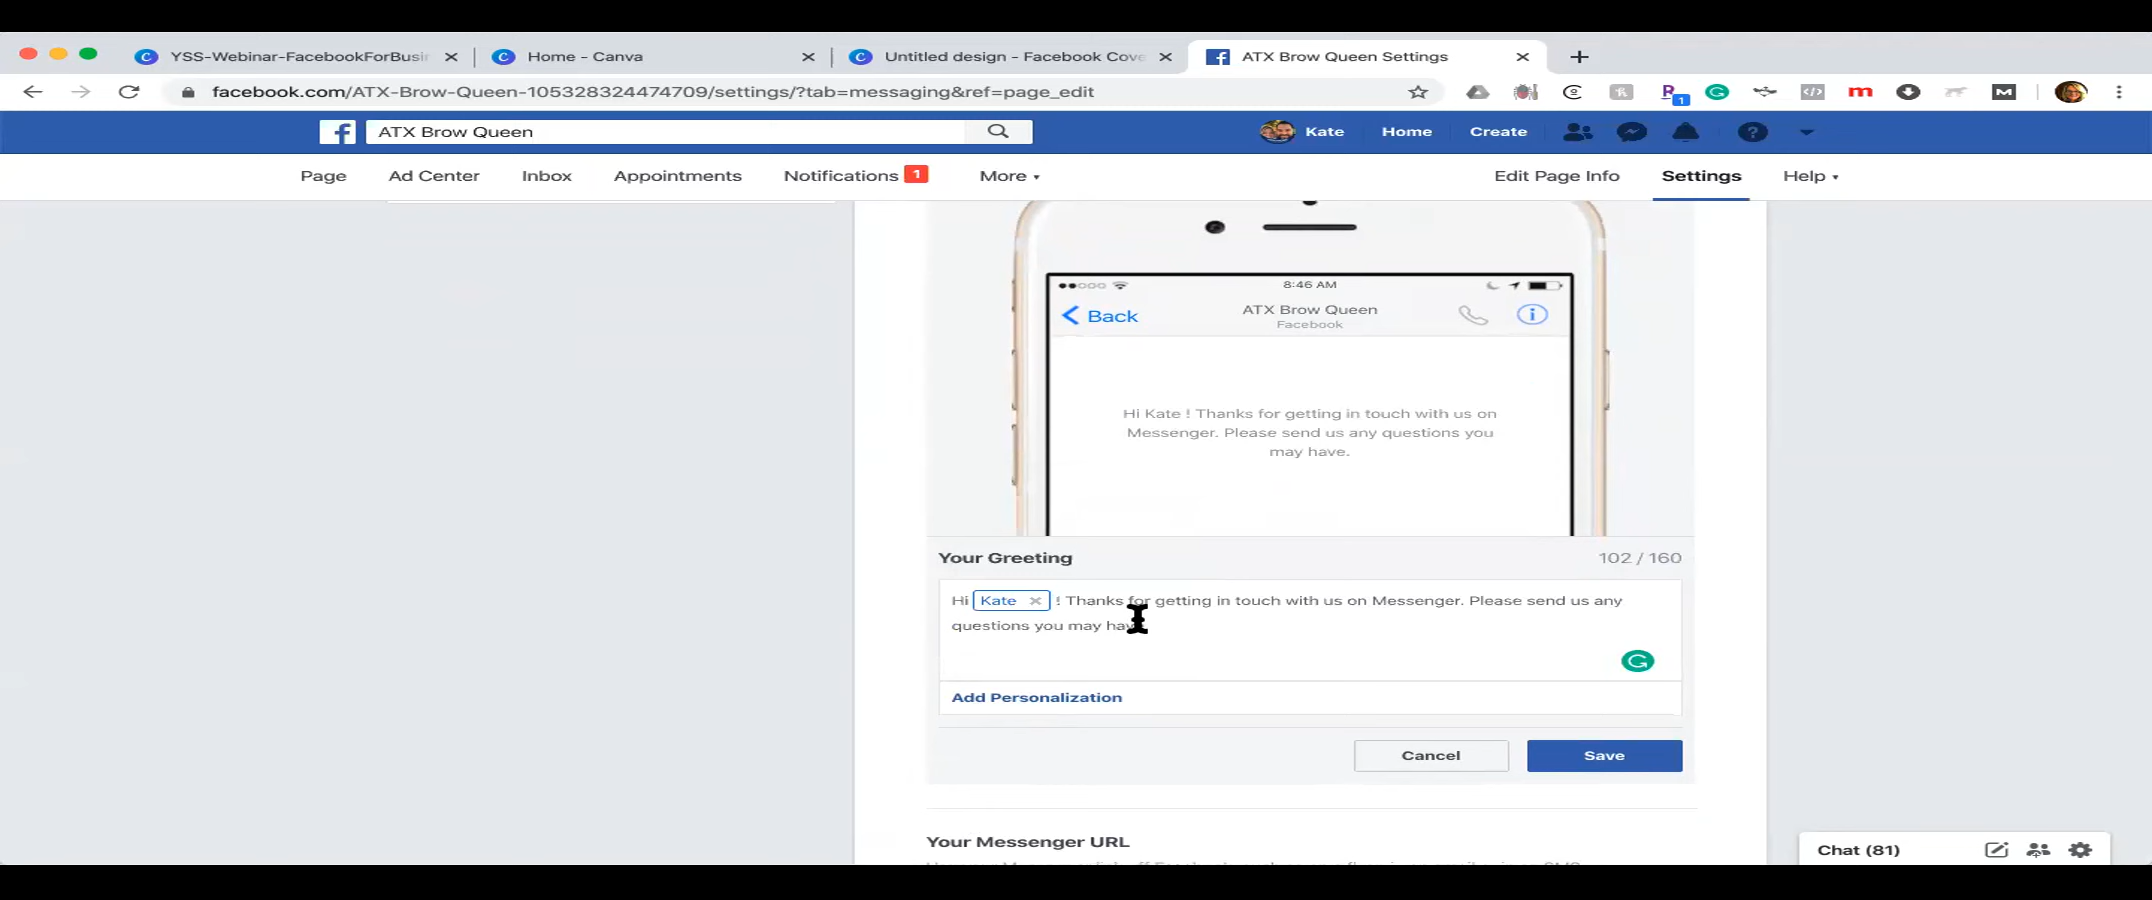 YSS-Webinar-FacebookForBusi
Home - Canva
Untitled design - Facebook Cove
ATX Brow Queen Settings
facebook.com/ATX-Brow-Queen-105328324474709/settings/?tab=messaging&ref=page_edit
1
ATX Brow Queen
Kate
Home
Create
Page
Ad Center
Inbox
Appointments
Notifications 1
More
Edit Page Info
Settings
Help
8:46 AM
Back
ATX Brow Queen
Facebook
Hi Kate ! Thanks for getting in touch with us on
Messenger. Please send us any questions you
may have.
Your Greeting
102 / 160
Hi Kate × ! Thanks for getting in touch with us on Messenger. Please send us any
questions you may have
Add Personalization
Cancel
Save
Your Messenger URL
Chat (81)